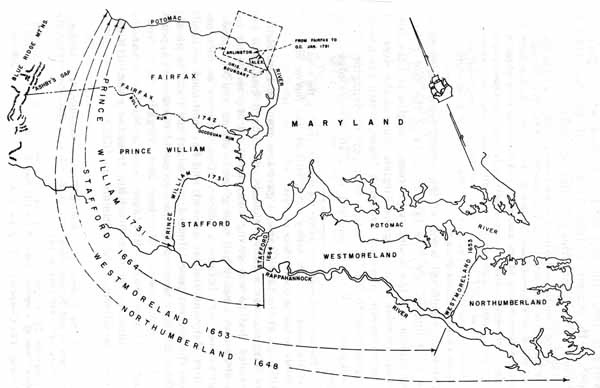 POTOMAC
BLUE RIDGE MT'NS
ASHBY'S GAP
FROM FAIRFAX TO
D.C. JAN. 1791
ARLINGTON
ALEX.
ORIG D.C.
BOUNDARY
RIVER
FAIRFAX
FAIRFAX 1742
BULL RUN
OCCOQUAN RUN
MARYLAND
PRINCE WILLIAM
PRINCE WILLIAM 1731
STAFFORD
STAFFORD 1664
POTOMAC RIVER
WESTMORELAND
WESTMORELAND 1653
RAPPAHANNOCK RIVER
NORTHUMBERLAND
PRINCE WILLIAM 1731
STAFFORD 1664
WESTMORELAND 1653
NORTHUMBERLAND 1648